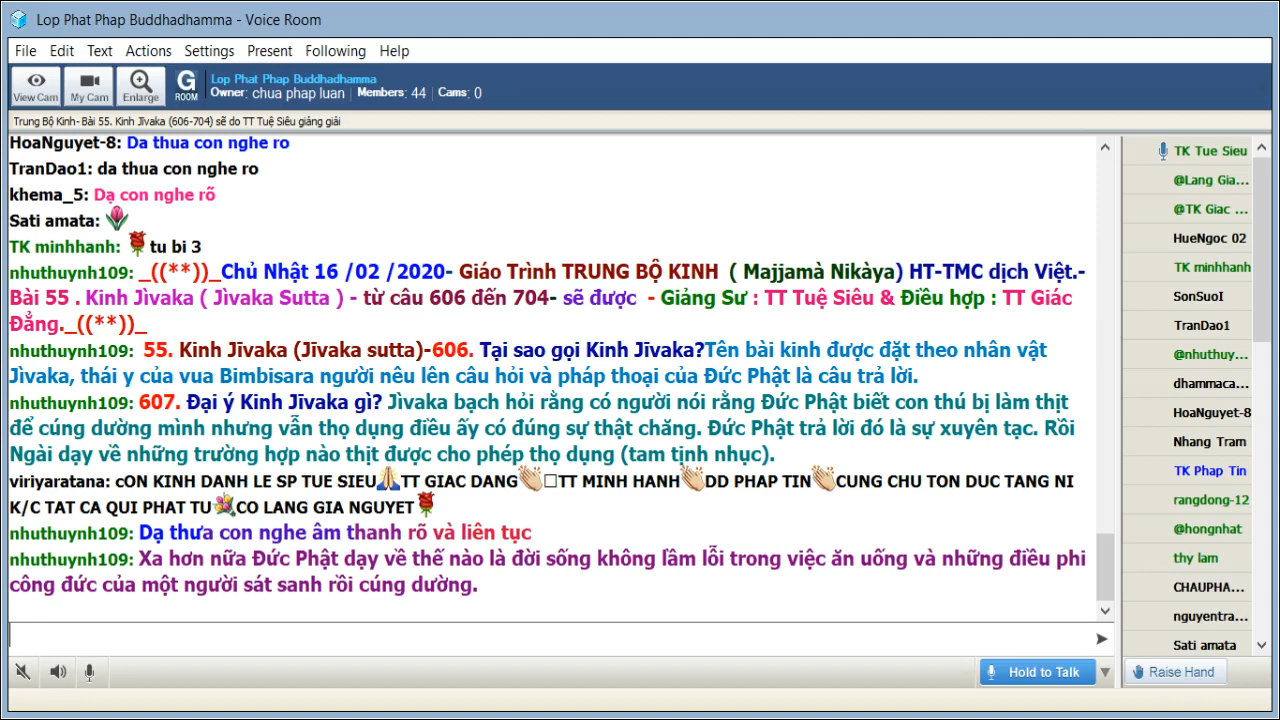 Lop Phat Phap Buddhadhamma - Voice Room
File Edit Text Actions Settings Present Following Help
View Cam My Cam Enlarge G ROOM
Lop Phat Phap Buddhadhamma
Owner: chua phap luan | Members: 44 | Cams: 0
Trung Bộ Kinh- Bài 55. Kinh Jīvaka (606-704) sẽ do TT Tuệ Siêu giảng giải
HoaNguyet-8: Da thua con nghe ro
TranDao1: da thua con nghe ro
khema_5: Dạ con nghe rõ
Sati amata:
TK minhhanh: tu bi 3
nhuthuynh109: _((**))_Chủ Nhật 16 /02 /2020- Giáo Trình TRUNG BỘ KINH ( Majjamà Nikàya) HT-TMC dịch Việt.-
Bài 55 . Kinh Jìvaka ( Jìvaka Sutta ) - từ câu 606 đến 704- sẽ được - Giảng Sư : TT Tuệ Siêu & Điều hợp : TT Giác
Đẳng._((**))_
nhuthuynh109: 55. Kinh Jīvaka (Jīvaka sutta)-606. Tại sao gọi Kinh Jīvaka?Tên bài kinh được đặt theo nhân vật
Jìvaka, thái y của vua Bimbisara người nêu lên câu hỏi và pháp thoại của Đức Phật là câu trả lời.
nhuthuynh109: 607. Đại ý Kinh Jīvaka gì? Jìvaka bạch hỏi rằng có người nói rằng Đức Phật biết con thú bị làm thịt
để cúng dường mình nhưng vẫn thọ dụng điều ấy có đúng sự thật chăng. Đức Phật trả lời đó là sự xuyên tạc. Rồi
Ngài dạy về những trường hợp nào thịt được cho phép thọ dụng (tam tịnh nhục).
viriyaratana: cON KINH DANH LE SP TUE SIEU TT GIAC DANG TT MINH HANH DD PHAP TIN CUNG CHU TON DUC TANG NI
K/C TAT CA QUI PHAT TU CO LANG GIA NGUYET
nhuthuynh109: Dạ thưa con nghe âm thanh rõ và liên tục
nhuthuynh109: Xa hơn nữa Đức Phật dạy về thế nào là đời sống không lầm lỗi trong việc ăn uống và những điều phi
công đức của một người sát sanh rồi cúng dường.
Hold to Talk
TK Tue Sieu
@Lang Gia...
@TK Giac ...
HueNgoc 02
TK minhhanh
SonSuoI
TranDao1
@nhuthuy...
dhammaca...
HoaNguyet-8
Nhang Tram
TK Phap Tin
rangdong-12
@hongnhat
thy lam
CHAUPHA...
nguyentra...
Sati amata
Raise Hand